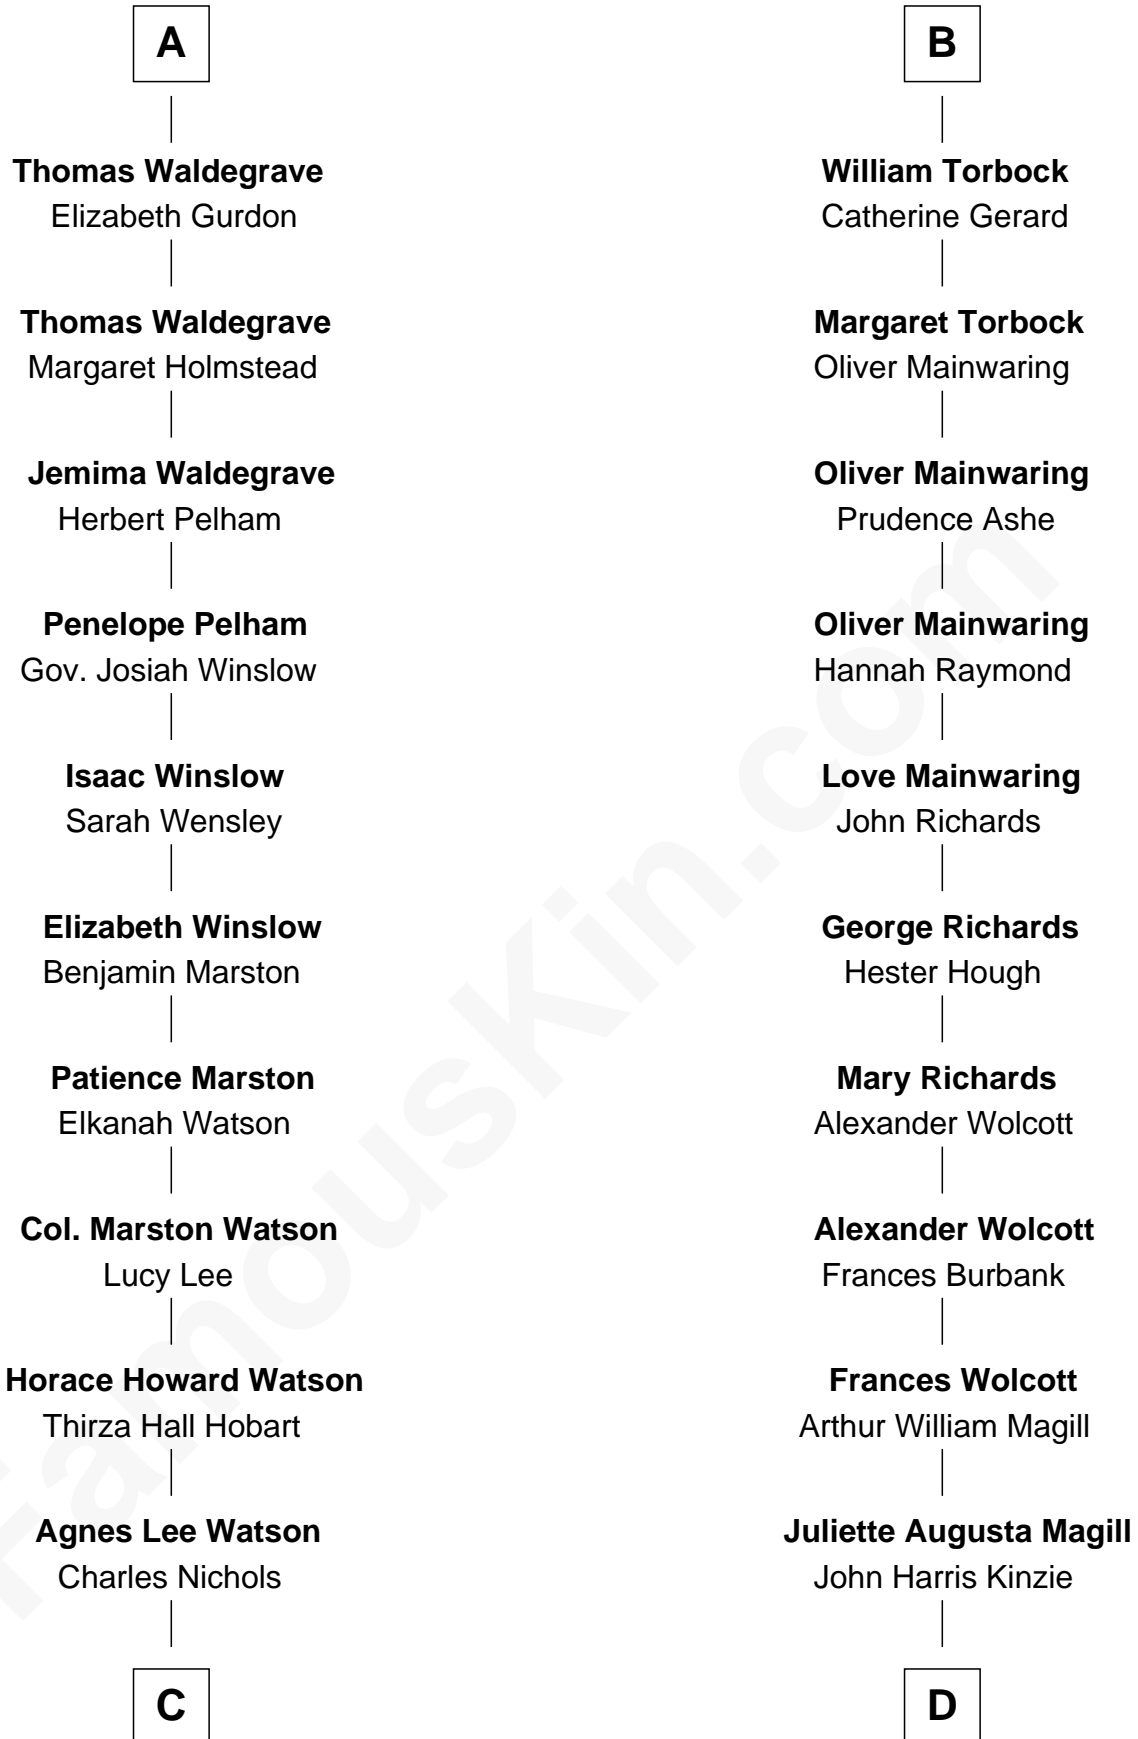 A
Thomas Waldegrave
Elizabeth Gurdon
Thomas Waldegrave
Margaret Holmstead
Jemima Waldegrave
Herbert Pelham
Penelope Pelham
Gov. Josiah Winslow
Isaac Winslow
Sarah Wensley
Elizabeth Winslow
Benjamin Marston
Patience Marston
Elkanah Watson
Col. Marston Watson
Lucy Lee
Horace Howard Watson
Thirza Hall Hobart
Agnes Lee Watson
Charles Nichols
C
B
William Torbock
Catherine Gerard
Margaret Torbock
Oliver Mainwaring
Oliver Mainwaring
Prudence Ashe
Oliver Mainwaring
Hannah Raymond
Love Mainwaring
John Richards
George Richards
Hester Hough
Mary Richards
Alexander Wolcott
Alexander Wolcott
Frances Burbank
Frances Wolcott
Arthur William Magill
Juliette Augusta Magill
John Harris Kinzie
D
FamousKin.com